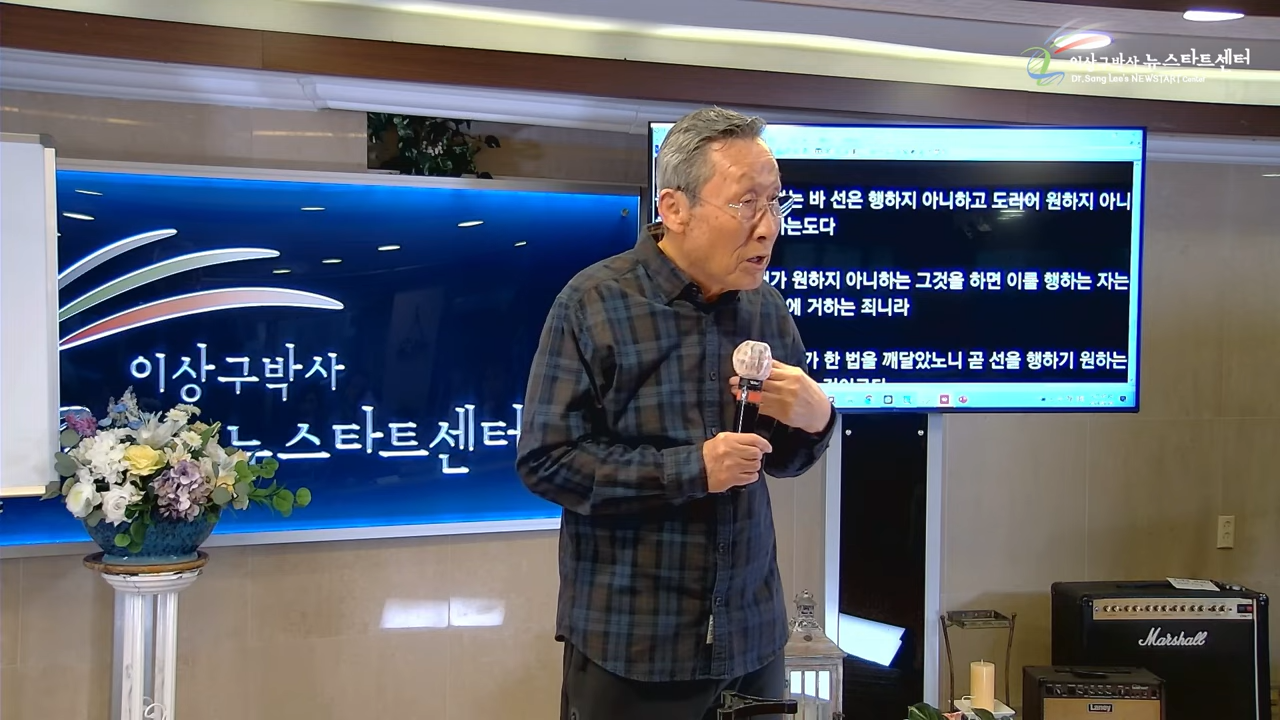 이상구박사 뉴스타트센터
Dr.Sang Lee's NEWSTART Center
이상구박사
뉴스타트센터
는 바 선은 행하지 아니하고 도리어 원하지 아니
하는도다
가 원하지 아니하는 그것을 하면 이를 행하는 자는
에 거하는 죄니라
가 한 법을 깨달았노니 곧 선을 행하기 원하는
Marshall
Laney